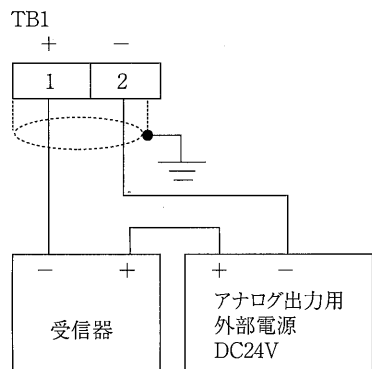 TB1
+ −
1 2
− + + −
受信器
アナログ出力用
外部電源
DC24V